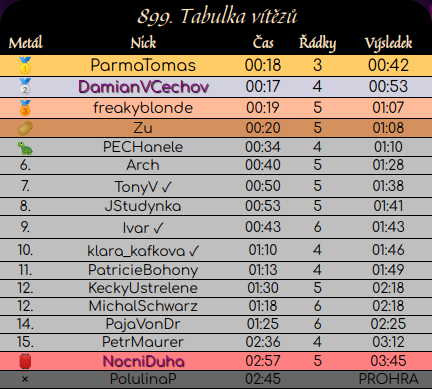 899. Tabulka vítězů
Metál Nick Čas Řádky Výsledek
1 ParmaTomas 00:18 3 00:42
2 DamianVCechov 00:17 4 00:53
3 freakyblonde 00:19 5 01:07
Zu 00:20 5 01:08
PECHanele 00:34 4 01:10
6. Arch 00:40 5 01:28
7. TonyV ✓ 00:50 5 01:38
8. JStudynka 00:53 5 01:41
9. Ivar ✓ 00:43 6 01:43
10. klara_kafkova ✓ 01:10 4 01:46
11. PatricieBohony 01:13 4 01:49
12. KeckyUstrelene 01:30 5 02:18
12. MichalSchwarz 01:18 6 02:18
14. PajaVonDr 01:25 6 02:25
15. PetrMaurer 02:36 4 03:12
NocniDuha 02:57 5 03:45
× PolulinaP 02:45 PROHRA